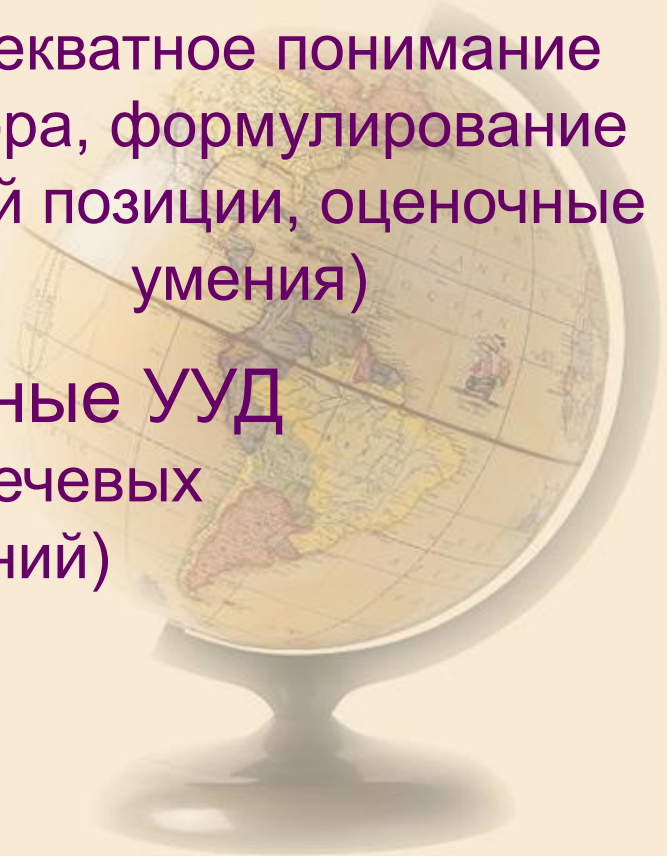 екватное понимание
ра, формулирование
й позиции, оценочные
умения)
ные УУД
ечевых
ний)